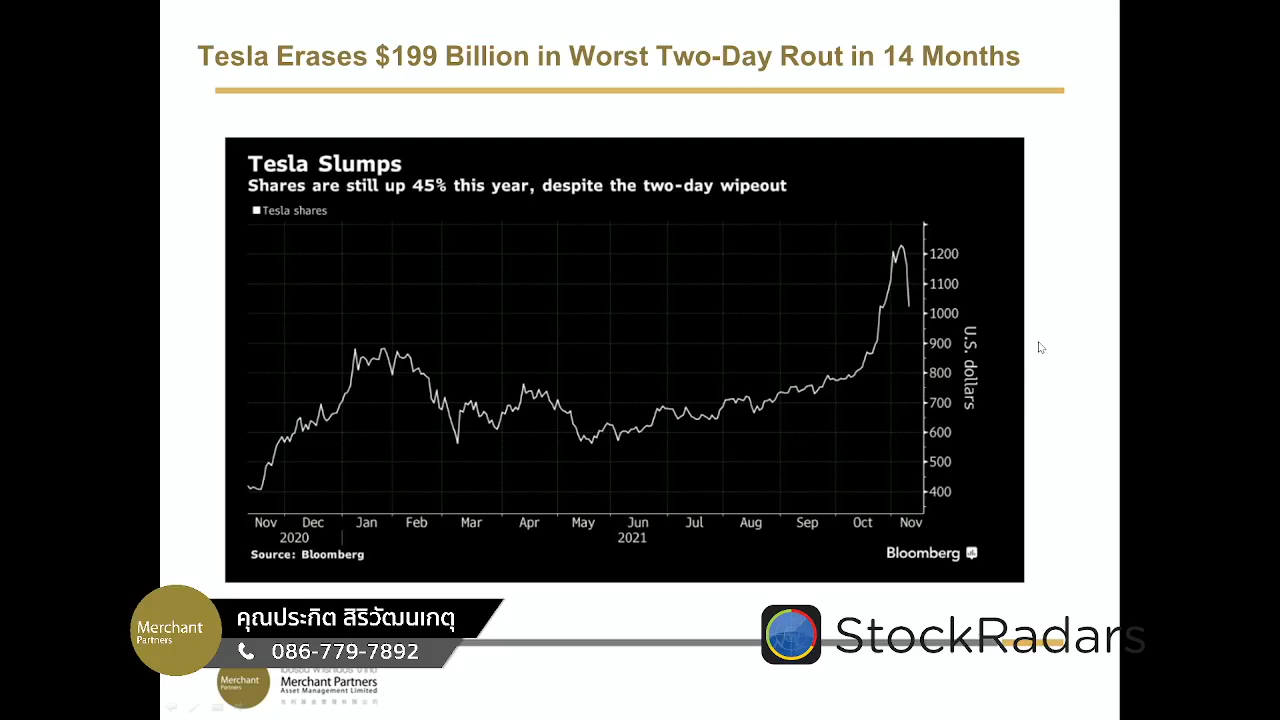 Tesla Erases $199 Billion in Worst Two-Day Rout in 14 Months
Tesla Slumps
Shares are still up 45% this year, despite the two-day wipeout
Tesla shares
1200
1100
1000
900
800
700
600
500
400
U.S. dollars
Nov Dec Jan Feb Mar Apr May Jun Jul Aug Sep Oct Nov
2020 2021
Source: Bloomberg
Bloomberg
Merchant
Partners
คุณประกิต สิริวัฒนเกตุ
086-779-7892
StockRadars
Merchant
Partners
Merchant Partners
Asset Management Limited